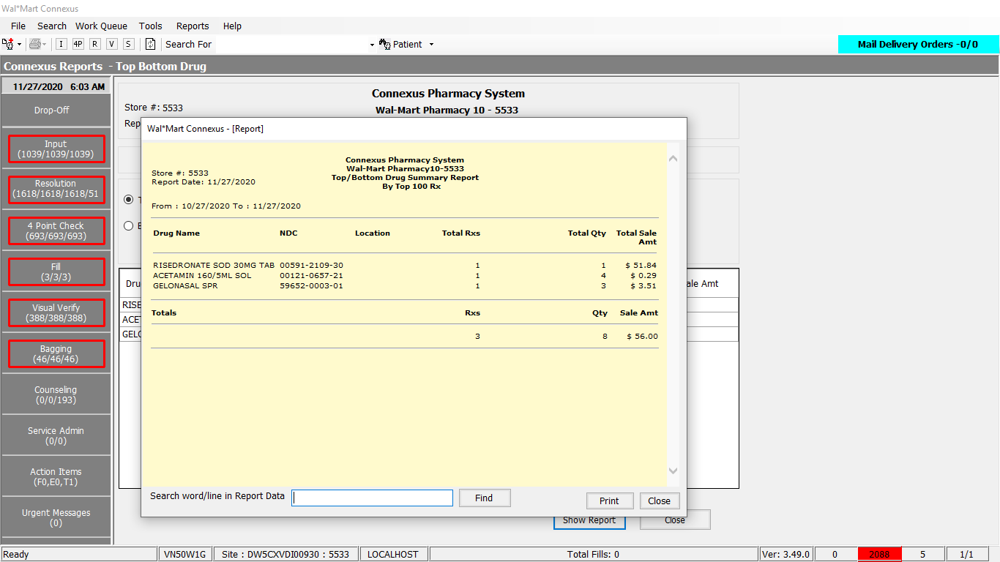 Wal*Mart Connexus
File Search Work Queue Tools Reports Help
I 4P R V S Search For Patient Mail Delivery Orders -0/0
Connexus Reports - Top Bottom Drug
11/27/2020 6:03 AM
Drop-Off
Input
(1039/1039/1039)
Resolution
(1618/1618/1618/51
4 Point Check
(693/693/693)
Fill
(3/3/3)
Visual Verify
(388/388/388)
Bagging
(46/46/46)
Counseling
(0/0/193)
Service Admin
(0/0)
Action Items
(F0,E0,T1)
Urgent Messages
(0)
Connexus Pharmacy System
Store #: 5533 Wal-Mart Pharmacy 10 - 5533
Rep
Dru ale Amt
RISE
ACET
GELO
Wal*Mart Connexus - [Report]
Connexus Pharmacy System
Wal-Mart Pharmacy10-5533
Store #: 5533
Top/Bottom Drug Summary Report
Report Date: 11/27/2020
By Top 100 Rx
From : 10/27/2020 To : 11/27/2020
Drug Name NDC Location Total Rxs Total Qty Total Sale Amt
RISEDRONATE SOD 30MG TAB 00591-2109-30 1 1 $ 51.84
ACETAMIN 160/5ML SOL 00121-0657-21 1 4 $ 0.29
GELONASAL SPR 59652-0003-01 1 3 $ 3.51
Totals Rxs Qty Sale Amt
3 8 $ 56.00
Search word/line in Report Data Find Print Close
Show Report Close
Ready VN50W1G Site : DW5CXVDI00930 : 5533 LOCALHOST Total Fills: 0 Ver: 3.49.0 0 2088 5 1/1